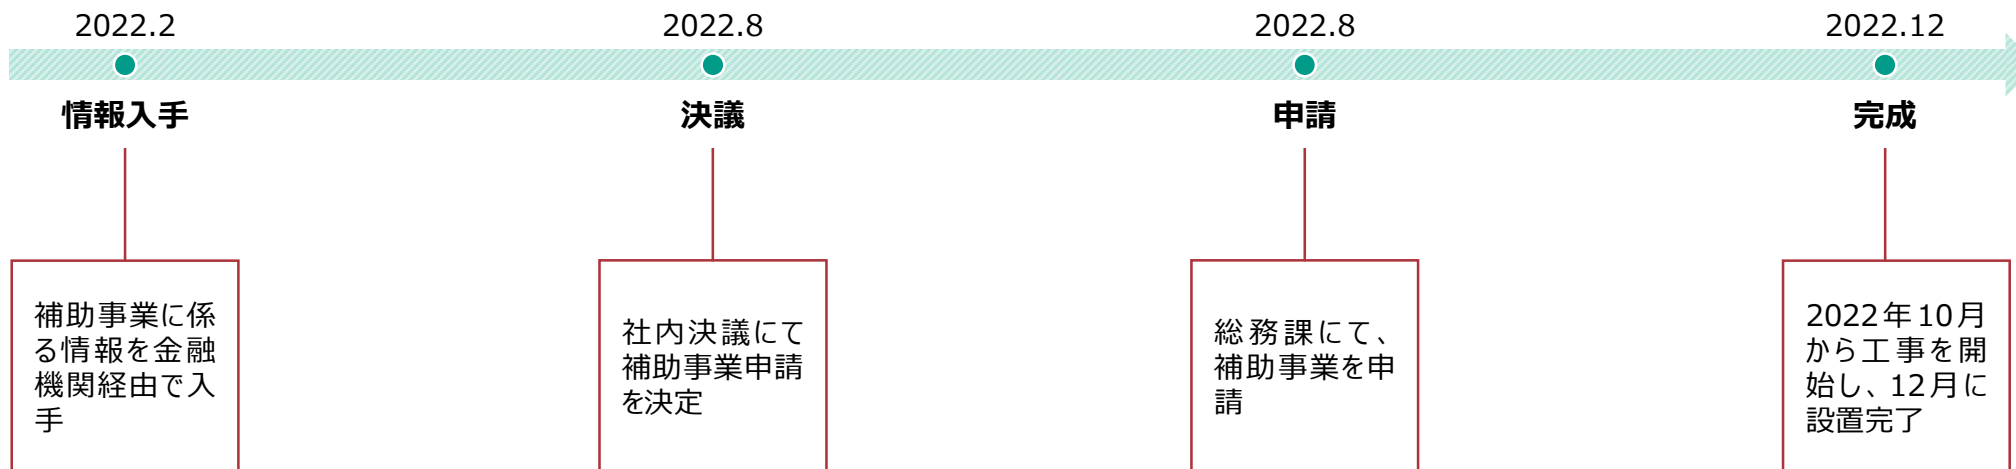 2022.2
2022.8
2022.8
2022.12
情報入手
決議
申請
完成
補助事業に係
る情報を金融
機関経由で入
手
社内決議にて
補助事業申請
を決定
総務課にて、
補助事業を申
請
2022年10月
から工事を開
始し、12月に
設置完了